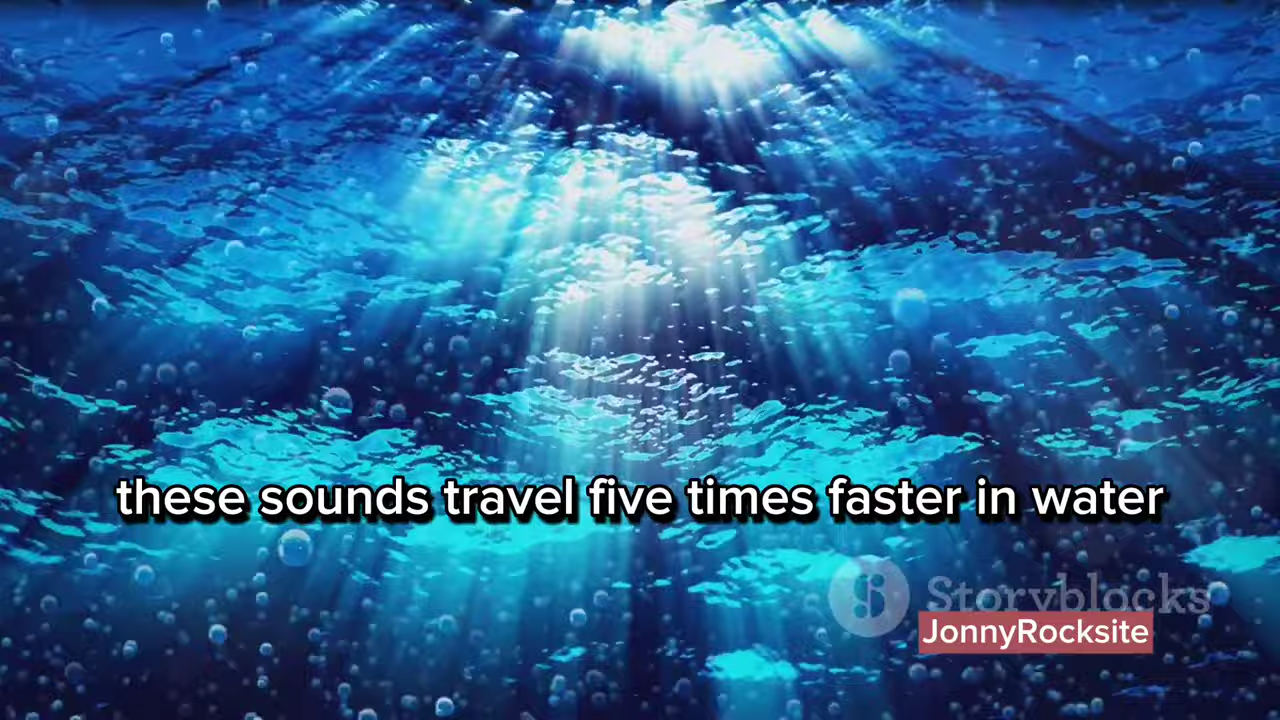 these sounds travel five times faster in water
Storyblocks
JonnyRocksite